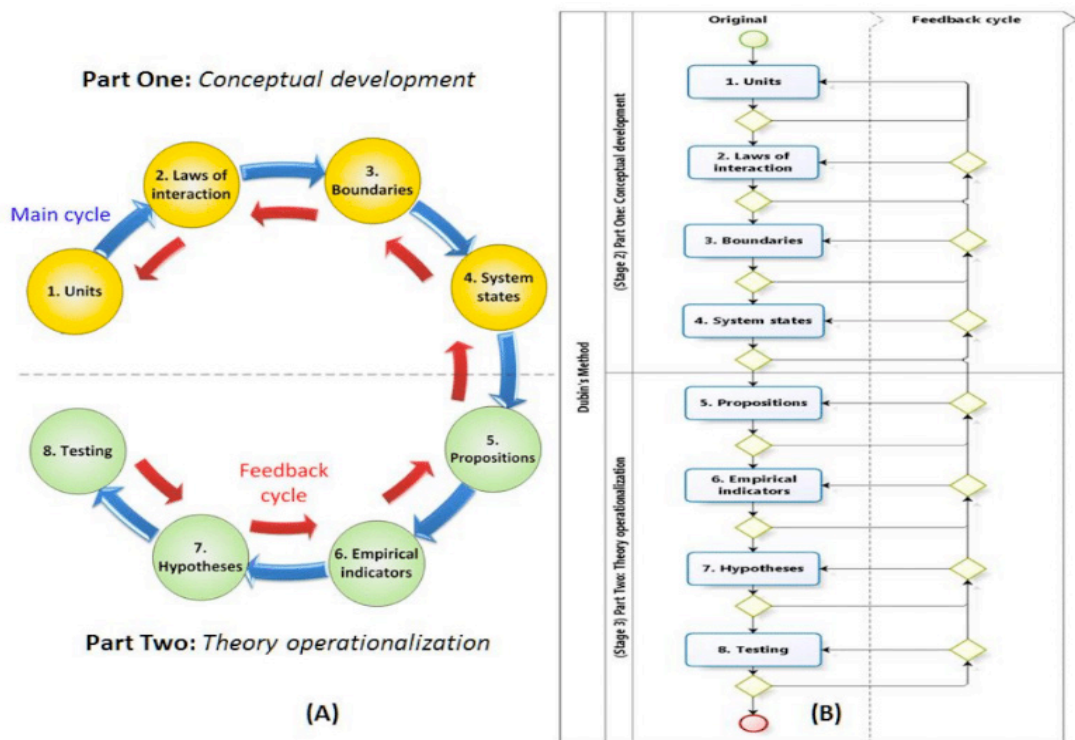 Part One: Conceptual development
2. Laws of
interaction
3.
Boundaries
Main cycle
1. Units
4. System
states
8. Testing
Feedback
cycle
5.
Propositions
7.
Hypotheses
6. Empirical
indicators
Part Two: Theory operationalization
(A)
Original
Feedback cycle
Dubin's Method
(Stage 2) Part One: Conceptual development
1. Units
2. Laws of
interaction
3. Boundaries
4. System states
(Stage 3) Part Two: Theory operationalization
5. Propositions
6. Empirical
indicators
7. Hypotheses
8. Testing
(B)